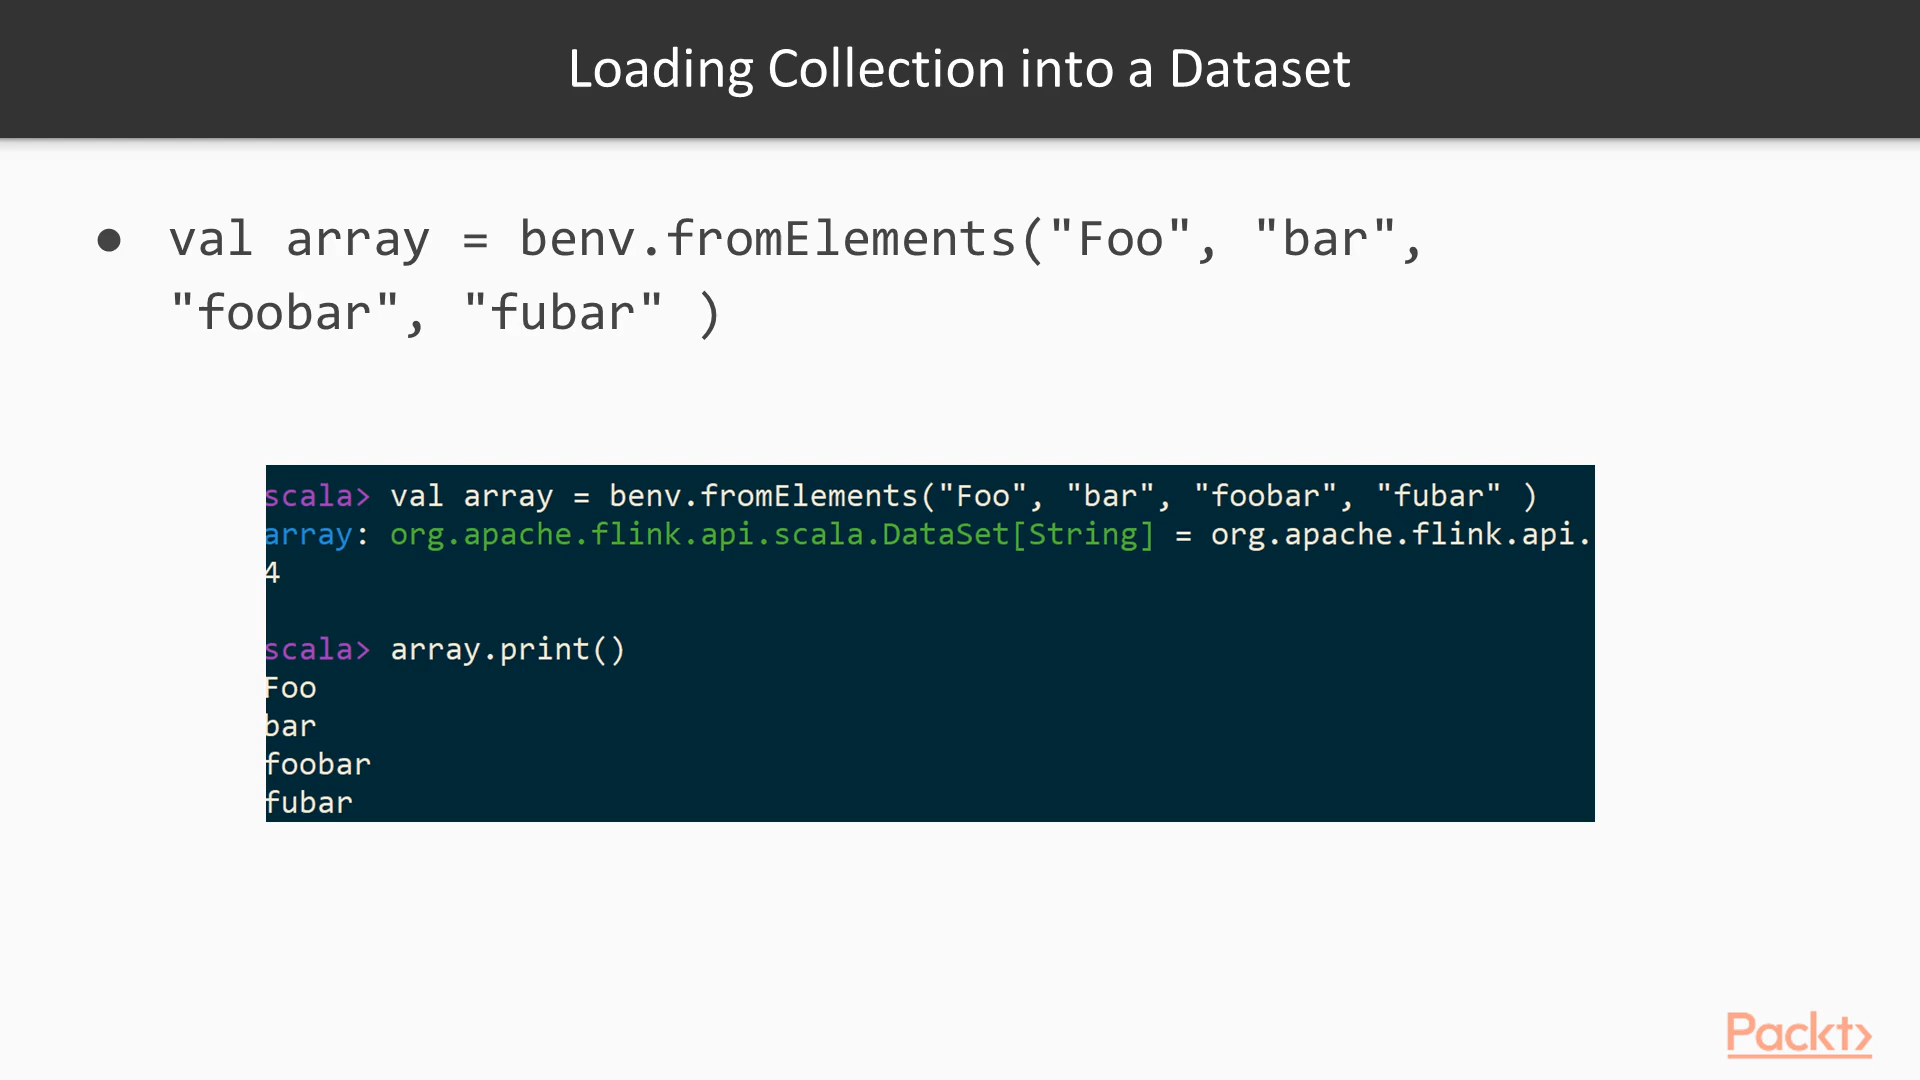 Loading Collection into a Dataset
● val array = benv.fromElements("Foo", "bar",
"foobar", "fubar" )
scala> val array = benv.fromElements("Foo", "bar", "foobar", "fubar" )
array: org.apache.flink.api.scala.DataSet[String] = org.apache.flink.api.
4
scala> array.print()
Foo
bar
foobar
fubar
Packt>